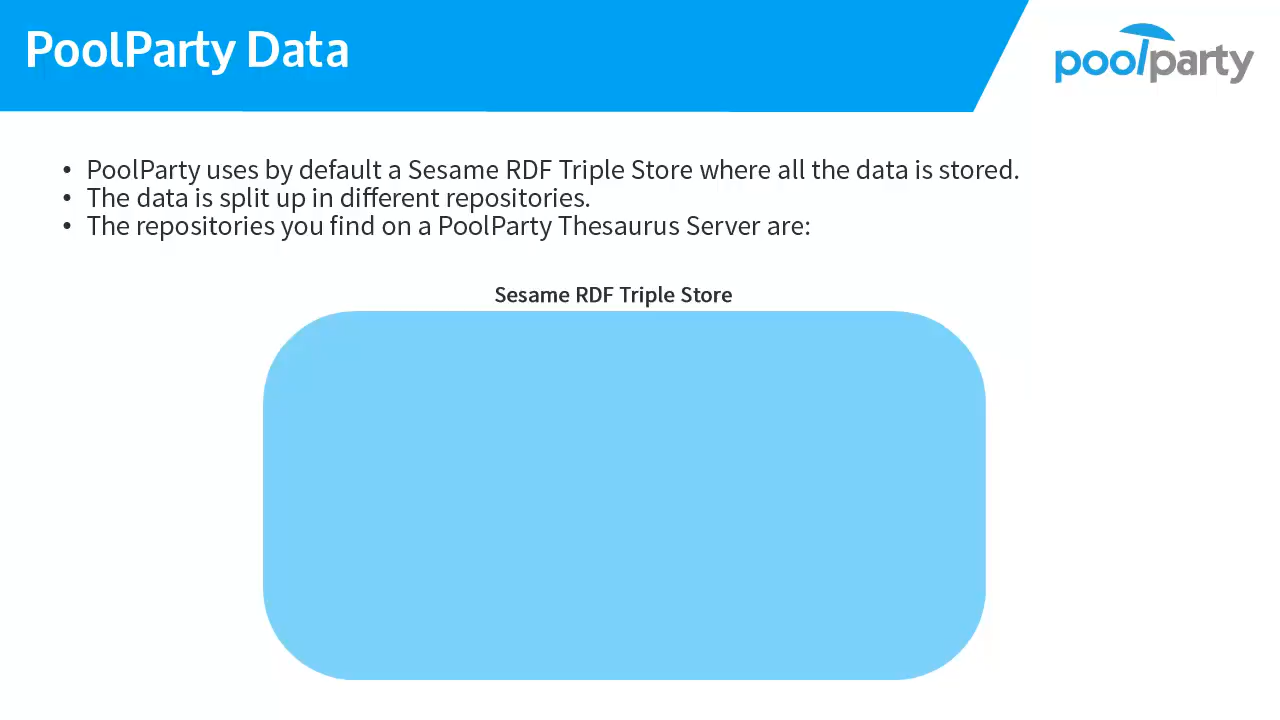 PoolParty Data
poolparty
• PoolParty uses by default a Sesame RDF Triple Store where all the data is stored.
• The data is split up in different repositories.
• The repositories you find on a PoolParty Thesaurus Server are:
Sesame RDF Triple Store